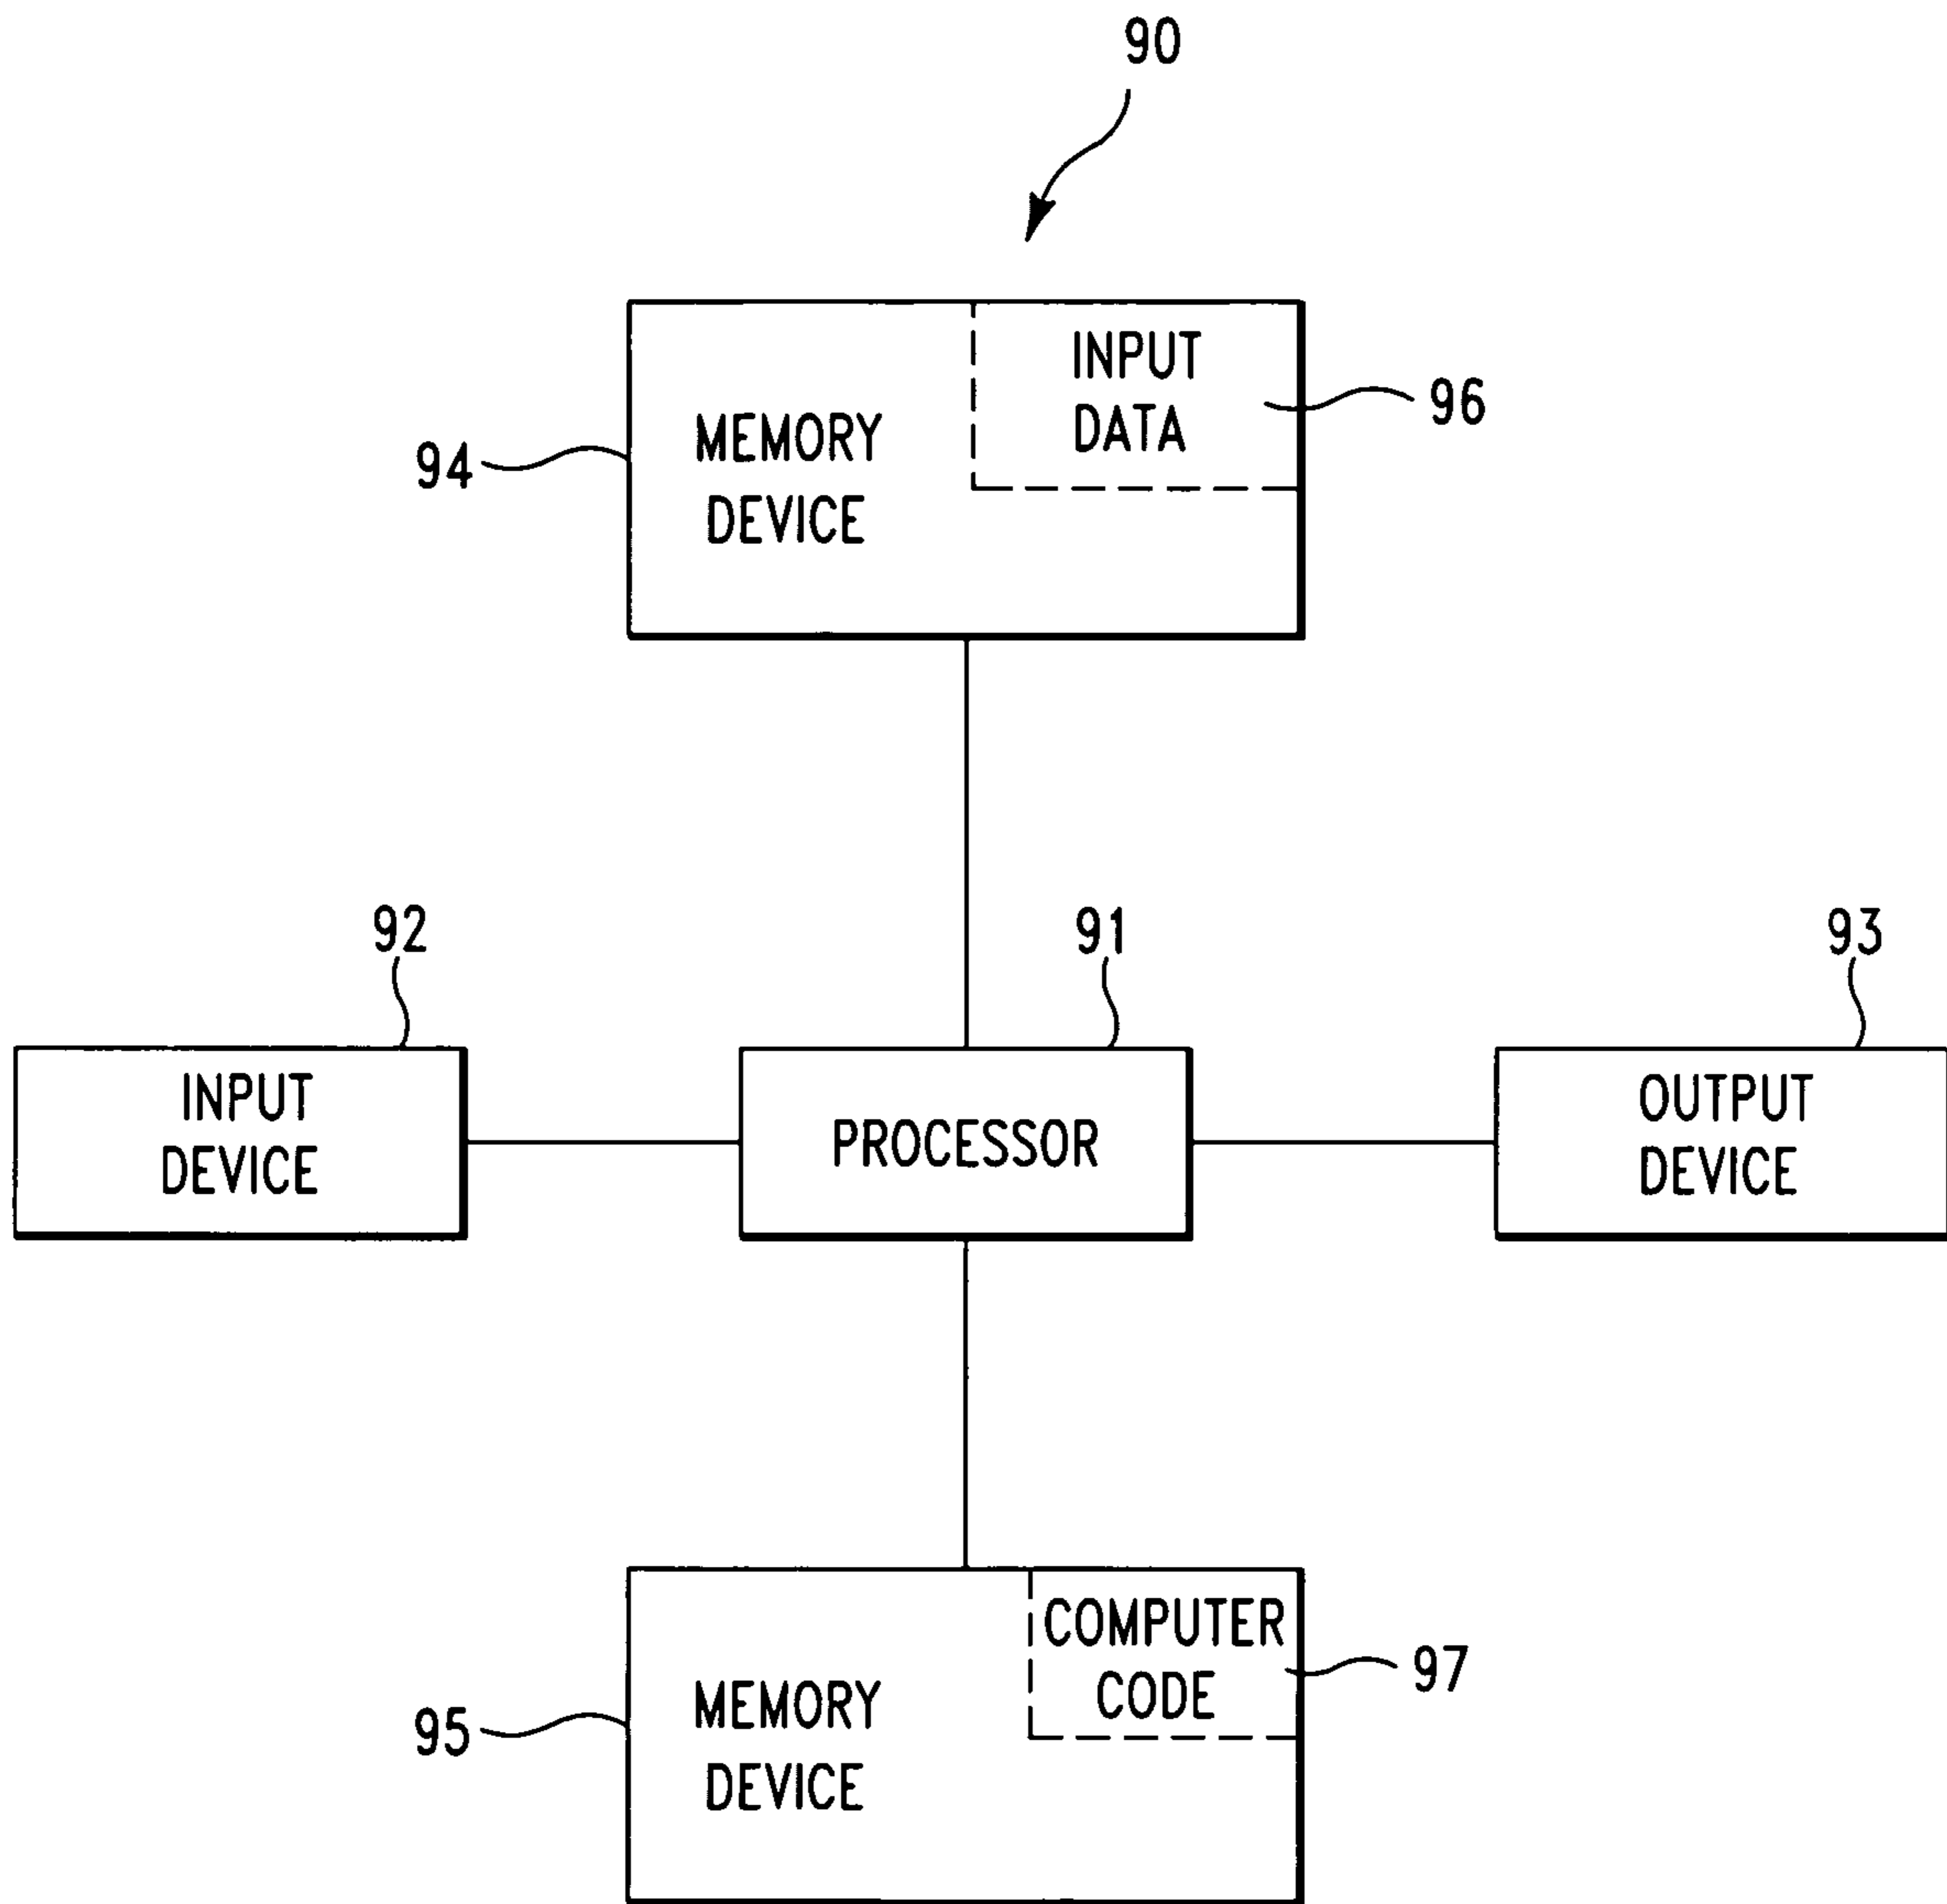 90
INPUT
DATA
96
MEMORY
DEVICE
94
92
91
93
INPUT
DEVICE
PROCESSOR
OUTPUT
DEVICE
COMPUTER
CODE
97
MEMORY
DEVICE
95